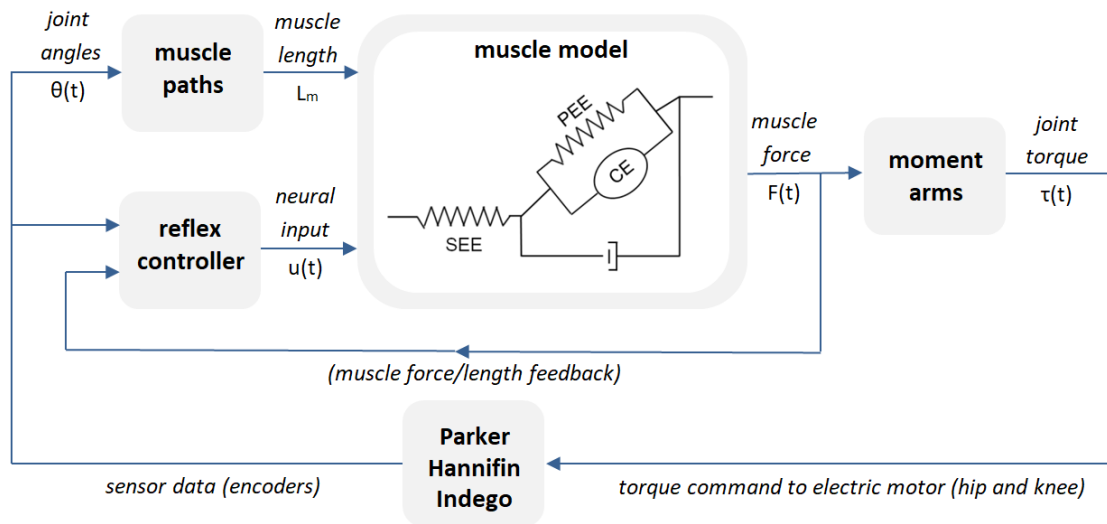 joint
angles
θ(t)
muscle
paths
muscle
length
Lₘ
muscle model
PEE
CE
SEE
muscle
force
F(t)
moment
arms
joint
torque
τ(t)
reflex
controller
neural
input
u(t)
(muscle force/length feedback)
Parker
Hannifin
Indego
sensor data (encoders)
torque command to electric motor (hip and knee)